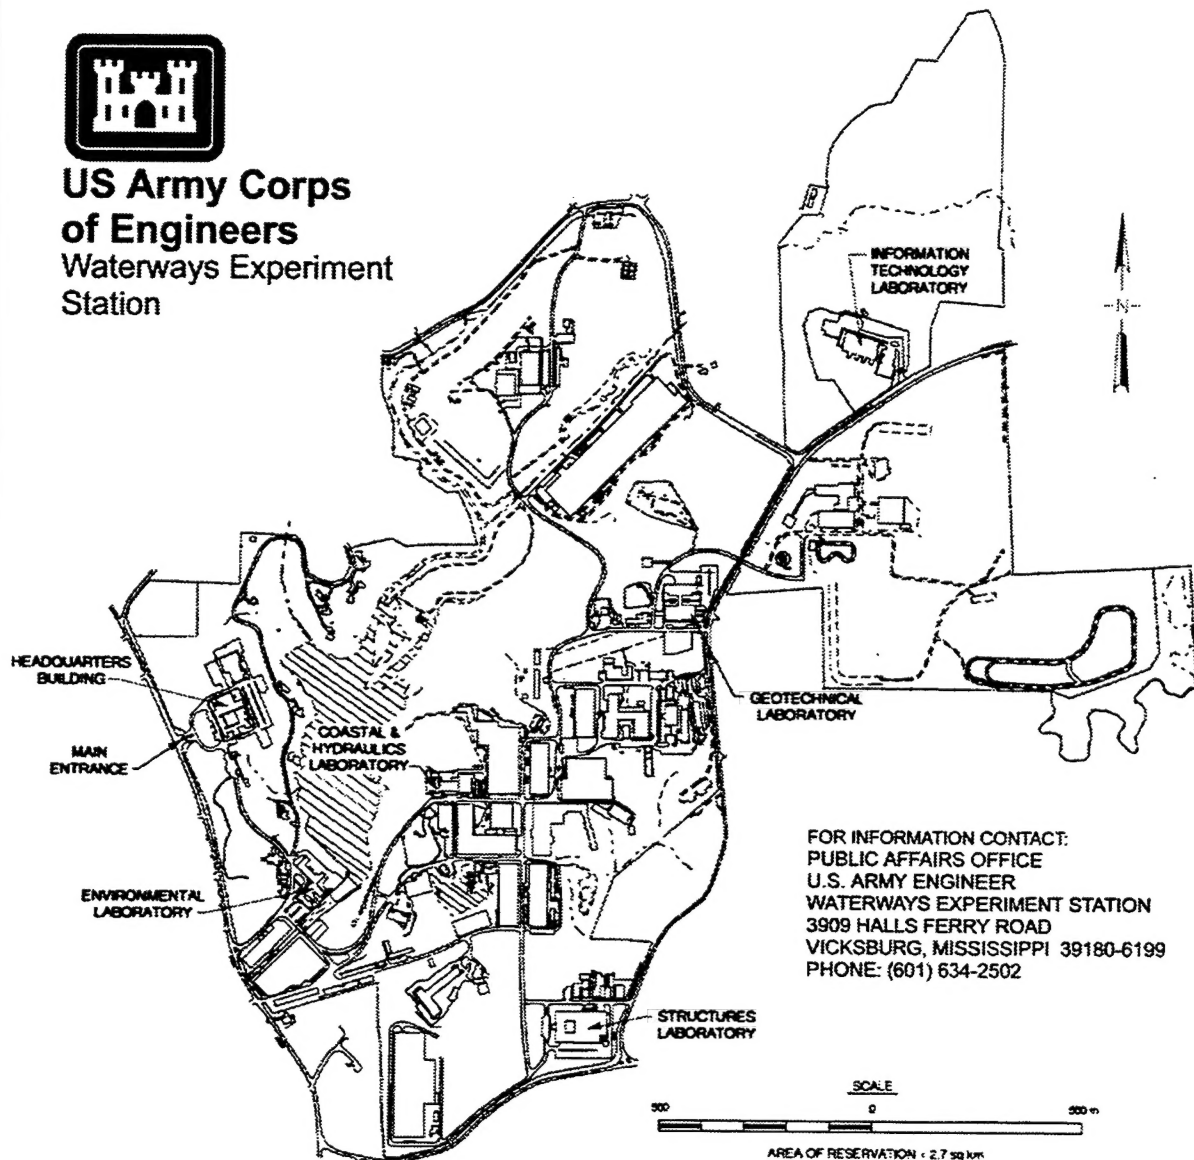 US Army Corps
of Engineers
Waterways Experiment
Station
INFORMATION
TECHNOLOGY
LABORATORY
N
HEADQUARTERS
BUILDING
MAIN
ENTRANCE
COASTAL &
HYDRAULICS
LABORATORY
GEOTECHNICAL
LABORATORY
ENVIRONMENTAL
LABORATORY
STRUCTURES
LABORATORY
FOR INFORMATION CONTACT:
PUBLIC AFFAIRS OFFICE
U.S. ARMY ENGINEER
WATERWAYS EXPERIMENT STATION
3909 HALLS FERRY ROAD
VICKSBURG, MISSISSIPPI 39180-6199
PHONE: (601) 634-2502
SCALE
500 0 500 m
AREA OF RESERVATION = 2.7 sq km